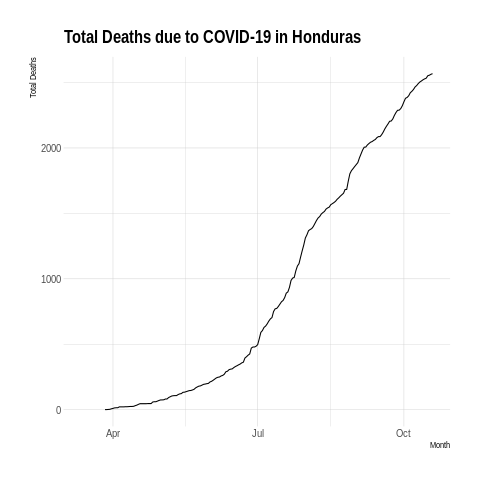 Total Deaths due to COVID-19 in Honduras
Total Deaths
2000
1000
0
Apr
Jul
Oct
Month